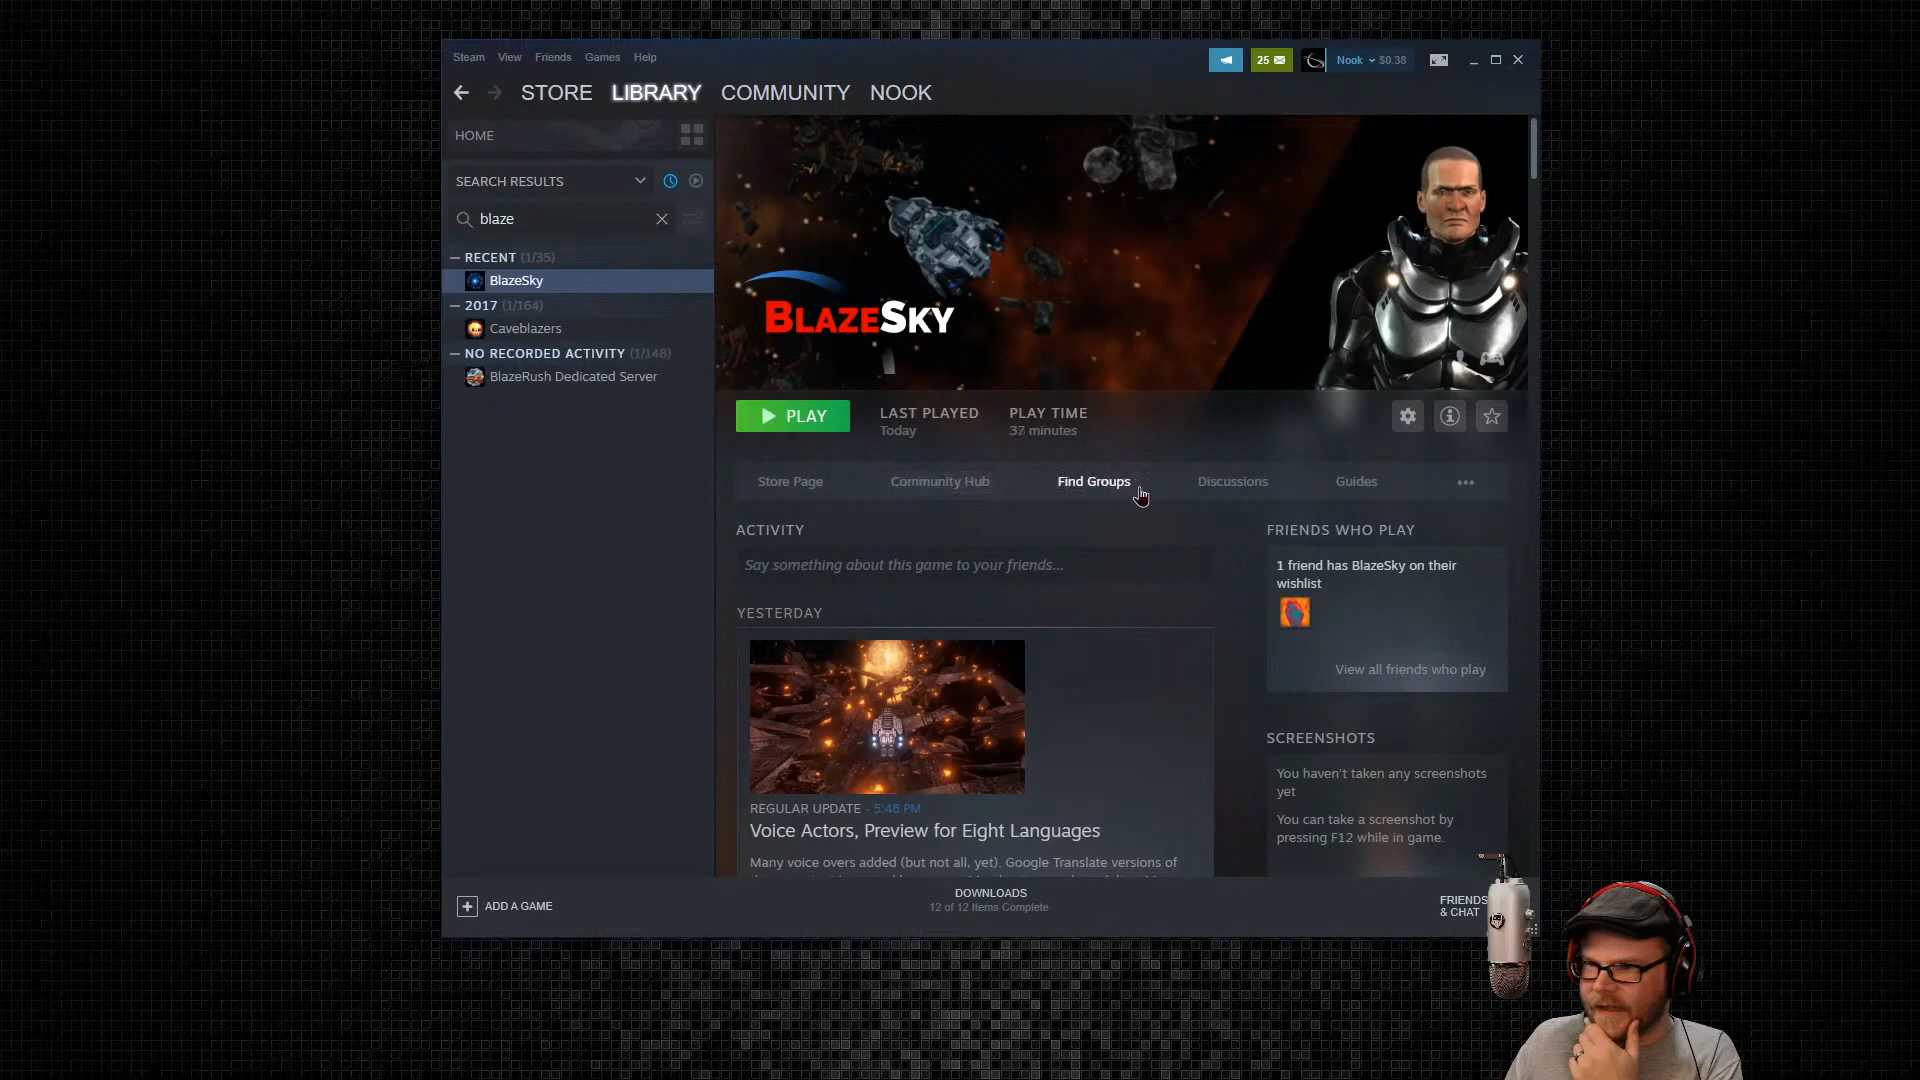 Steam View Friends Games Help
25
Nook $0.38
STORE LIBRARY COMMUNITY NOOK
HOME
SEARCH RESULTS
blaze
RECENT (1/35)
BlazeSky
2017 (1/164)
Caveblazers
NO RECORDED ACTIVITY (1/148)
BlazeRush Dedicated Server
BLAZESKY
PLAY
LAST PLAYED
Today
PLAY TIME
37 minutes
Store Page Community Hub Find Groups Discussions Guides
ACTIVITY
Say something about this game to your friends...
YESTERDAY
REGULAR UPDATE - 5:48 PM
Voice Actors, Preview for Eight Languages
Many voice overs added (but not all, yet). Google Translate versions of
FRIENDS WHO PLAY
1 friend has BlazeSky on their
wishlist
View all friends who play
SCREENSHOTS
You haven't taken any screenshots
yet
You can take a screenshot by
pressing F12 while in game.
ADD A GAME
DOWNLOADS
12 of 12 Items Complete
FRIENDS
& CHAT